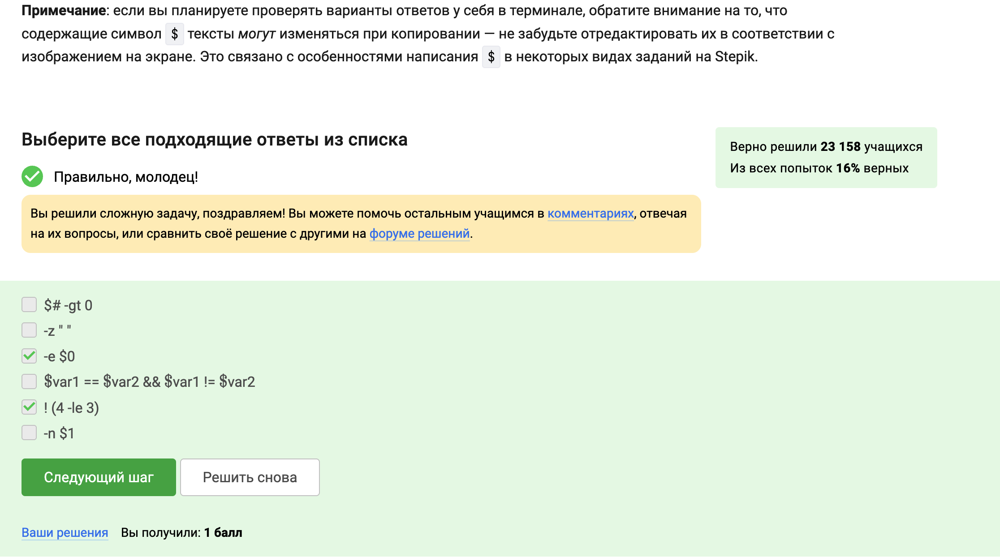 Примечание: если вы планируете проверять варианты ответов у себя в терминале, обратите внимание на то, что
содержащие символ $ тексты могут изменяться при копировании — не забудьте отредактировать их в соответствии с
изображением на экране. Это связано с особенностями написания $ в некоторых видах заданий на Stepik.
Выберите все подходящие ответы из списка
Верно решили 23 158 учащихся
Из всех попыток 16% верных
Правильно, молодец!
Вы решили сложную задачу, поздравляем! Вы можете помочь остальным учащимся в комментариях, отвечая
на их вопросы, или сравнить своё решение с другими на форуме решений.
$# -gt 0
-z " "
-e $0
$var1 == $var2 && $var1 != $var2
! (4 -le 3)
-n $1
Следующий шаг
Решить снова
Ваши решения Вы получили: 1 балл